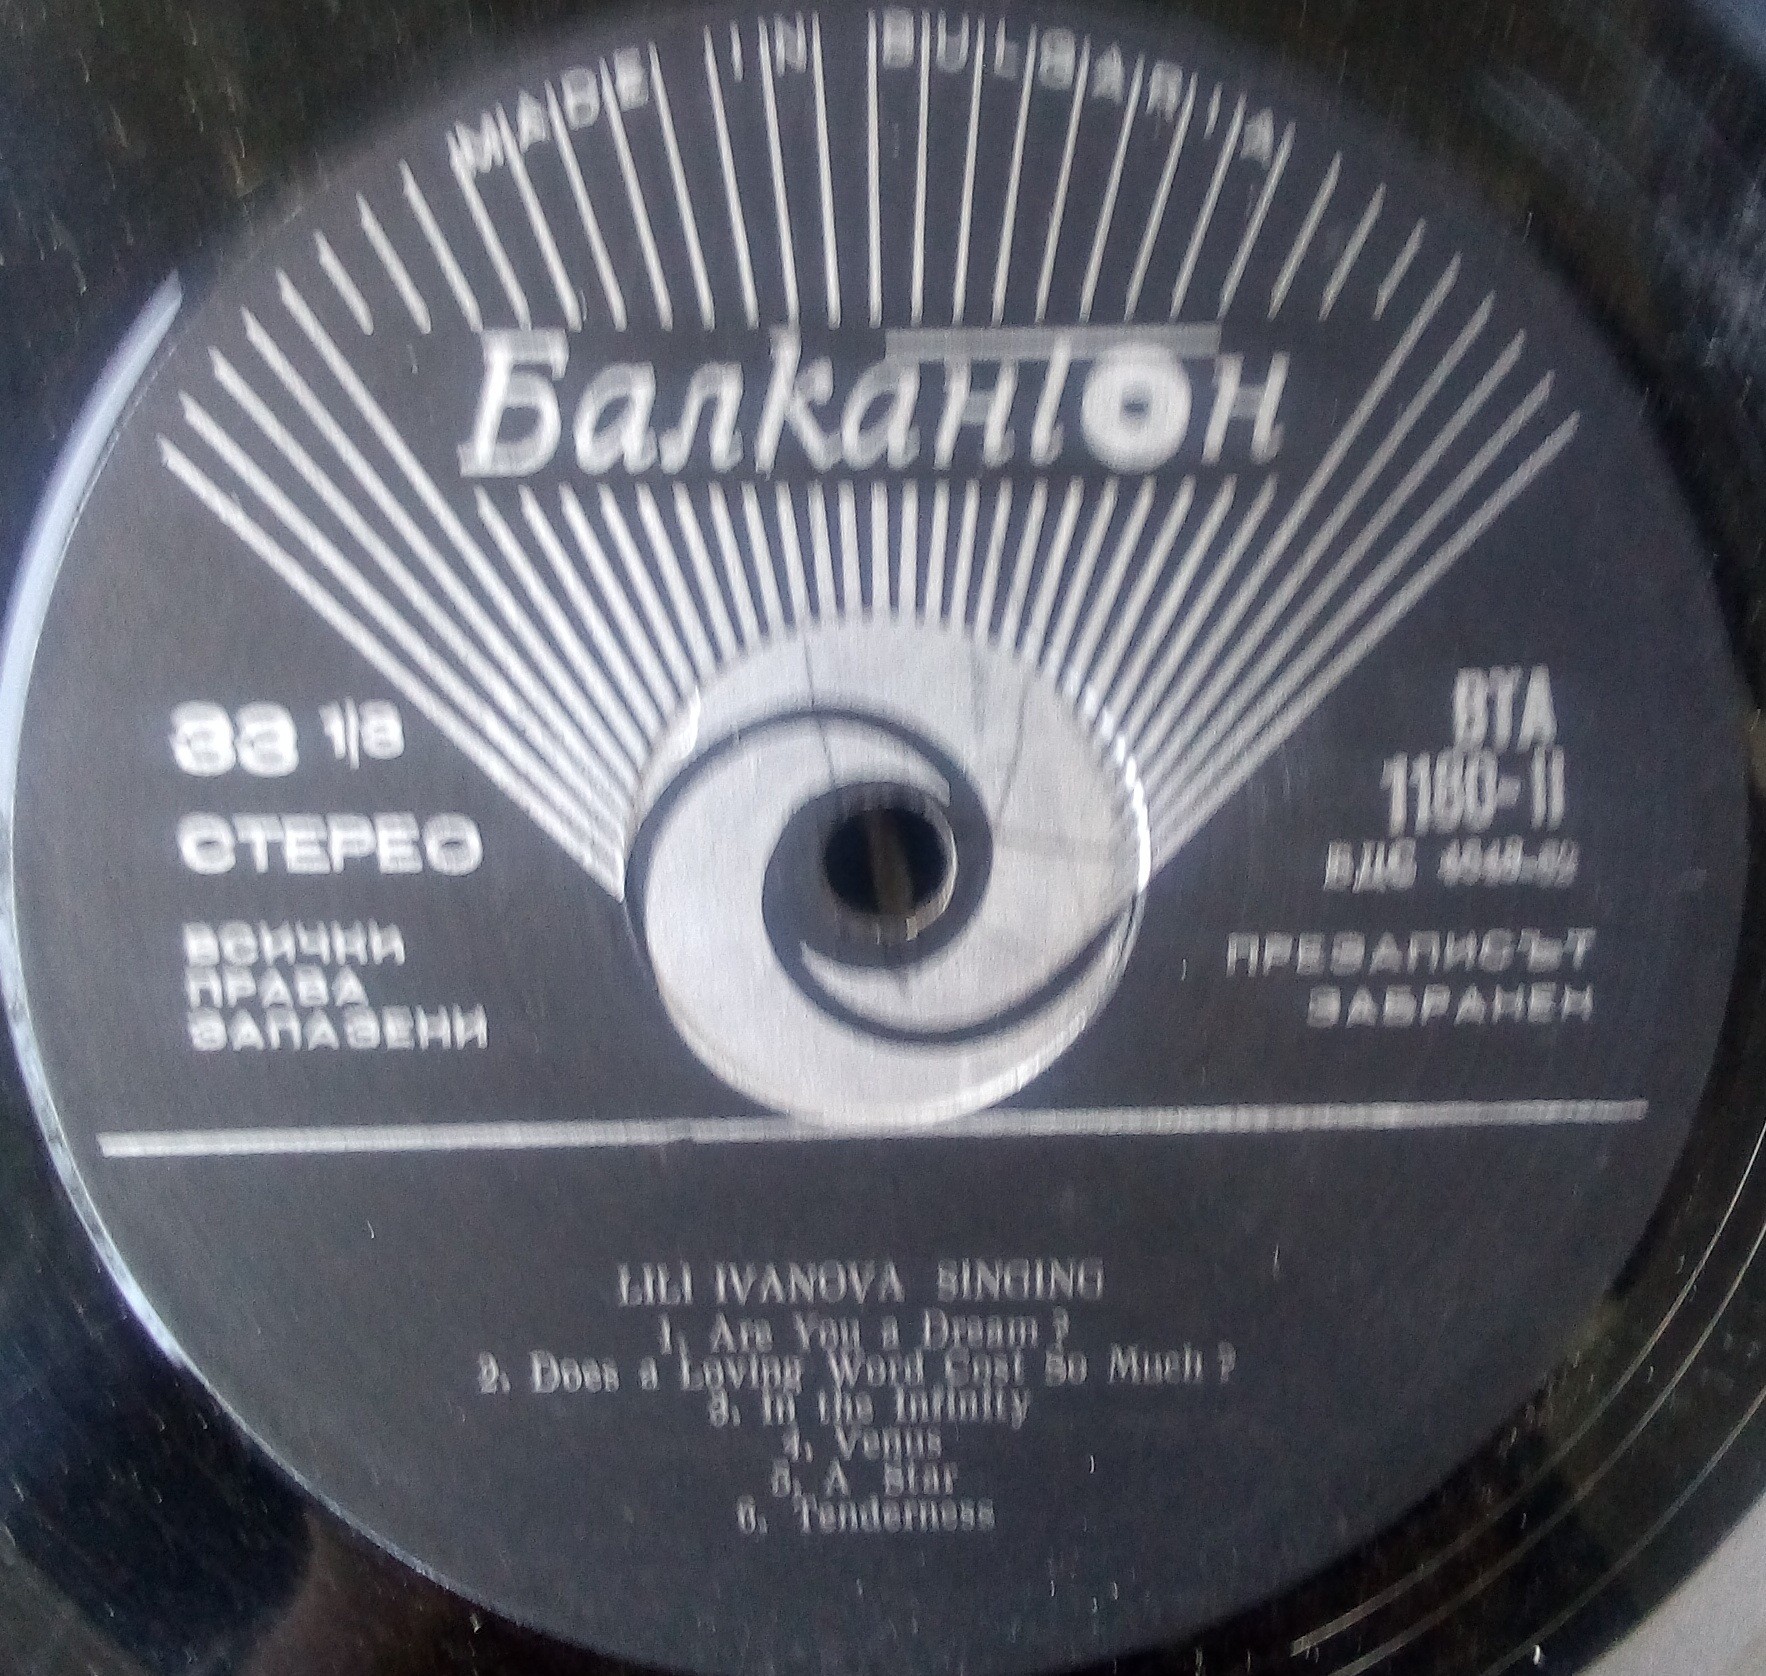 MADE IN BULGARIA
Балкантон
33 1/3
СТЕРЕО
ВСИЧКИ
ПРАВА
ЗАПАЗЕНИ
ВТА
1180-II
БДС
ПРЕЗАПИСЪТ
ЗАБРАНЕН
LILI IVANOVA SINGING
1. Are You a Dream?
2. Does a Loving Word Cost So Much?
3. In the Infinity
4. Venus
5. A Star
6. Tenderness